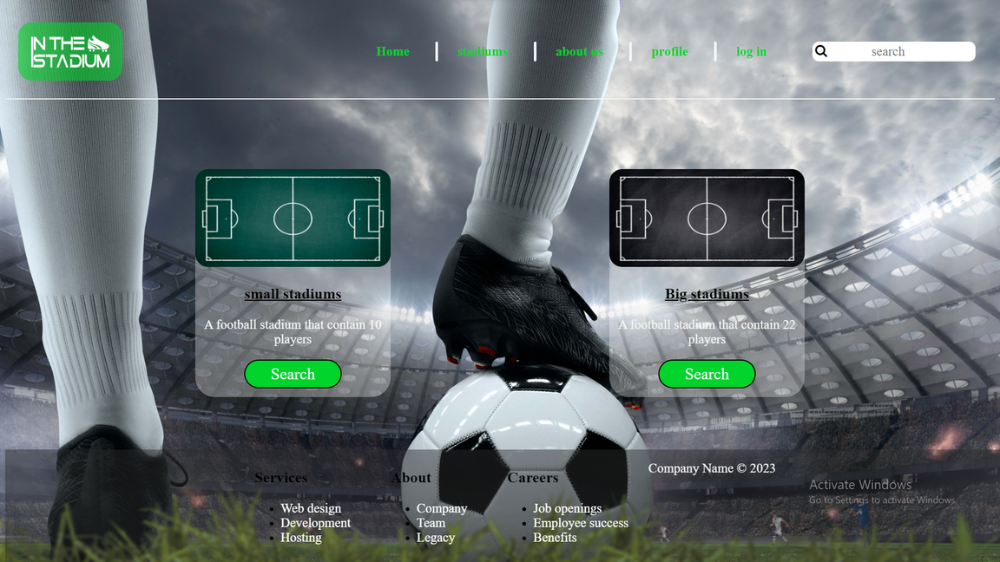 IN THE
STADIUM
Home
stadiums
about us
profile
log in
search
small stadiums
A football stadium that contain 10
players
Search
Big stadiums
A football stadium that contain 22
players
Search
Services
Web design
Development
Hosting
About
Company
Team
Legacy
Careers
Job openings
Employee success
Benefits
Company Name © 2023
Activate Windows
Go to Settings to activate Windows.